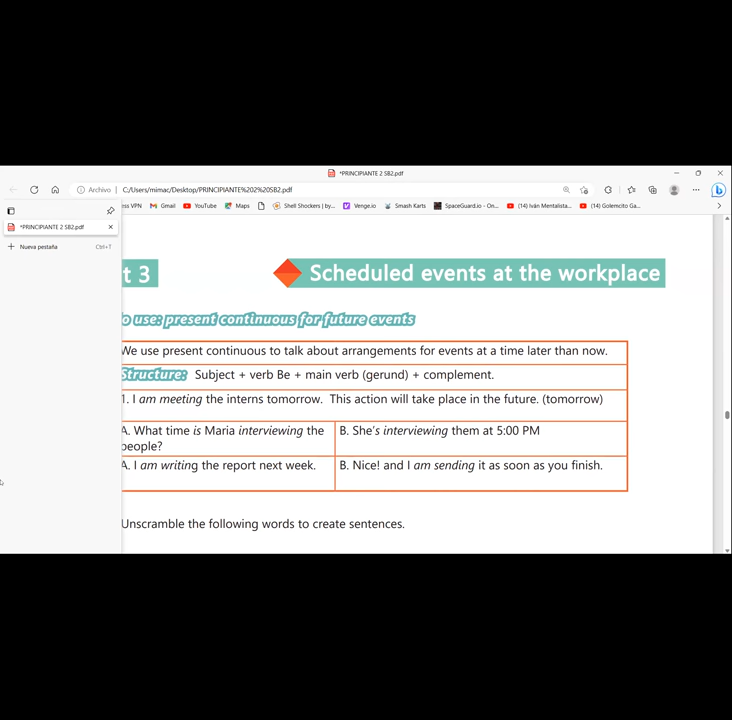 *PRINCIPIANTE 2 SB2.pdf
Archivo | C:/Users/mimac/Desktop/PRINCIPIANTE%202%20SB2.pdf
ess VPN Gmail YouTube Maps Shell Shockers | by... Venge.io Smash Karts SpaceGuard.io - On... (14) Iván Mentalista... (14) Golemcito Ga...
*PRINCIPIANTE 2 SB2.pdf
Nueva pestaña Ctrl+T
t 3
Scheduled events at the workplace
o use: present continuous for future events
We use present continuous to talk about arrangements for events at a time later than now.
Structure: Subject + verb Be + main verb (gerund) + complement.
1. I am meeting the interns tomorrow. This action will take place in the future. (tomorrow)
A. What time is Maria interviewing the people?
B. She's interviewing them at 5:00 PM
A. I am writing the report next week.
B. Nice! and I am sending it as soon as you finish.
Unscramble the following words to create sentences.